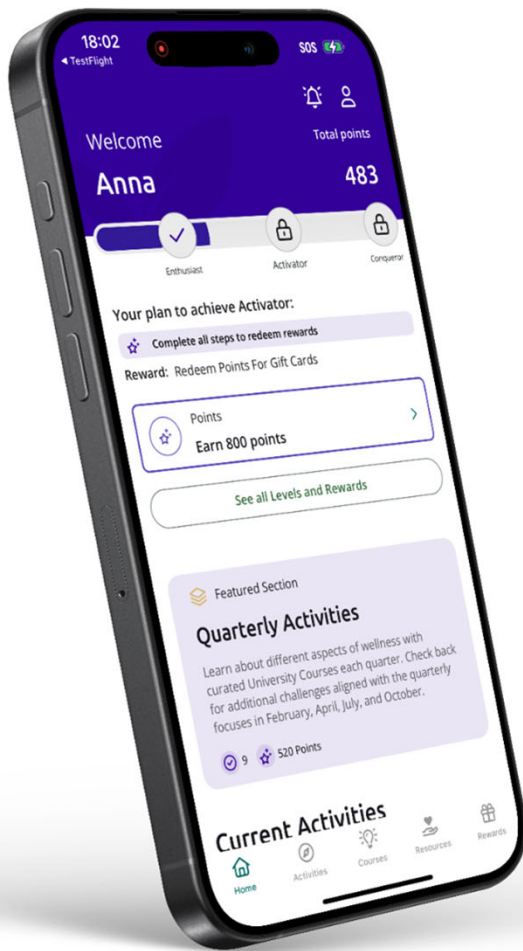 18:02
SOS
◀ TestFlight
Welcome
Total points
Anna
483
Enthusiast
Activator
Conqueror
Your plan to achieve Activator:
Complete all steps to redeem rewards
Reward: Redeem Points For Gift Cards
Points
Earn 800 points
See all Levels and Rewards
Featured Section
Quarterly Activities
Learn about different aspects of wellness with
curated University Courses each quarter. Check back
for additional challenges aligned with the quarterly
focuses in February, April, July, and October.
9
520 Points
Current Activities
Home
Activities
Courses
Resources
Rewards